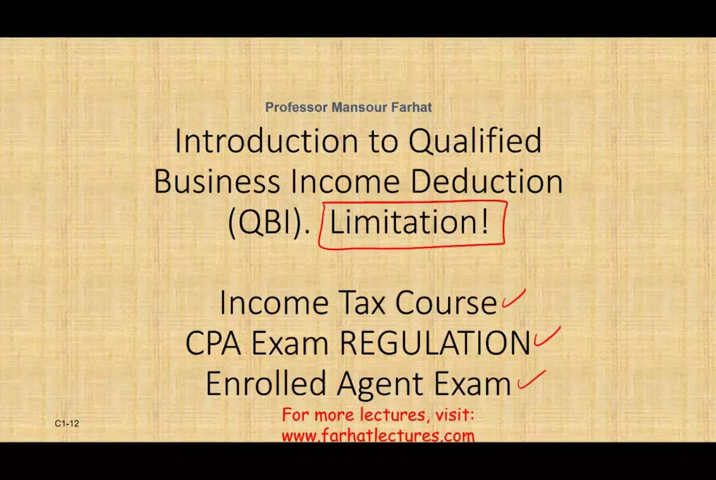 Professor Mansour Farhat
Introduction to Qualified
Business Income Deduction
(QBI). Limitation!
Income Tax Course
CPA Exam REGULATION
Enrolled Agent Exam
For more lectures, visit:
www.farhatlectures.com
C1-12